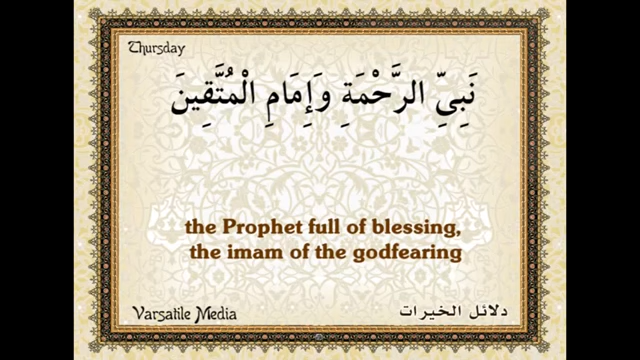 Thursday
نَبِيِّ الرَّحْمَةِ وَإِمَامِ الْمُتَّقِينَ
the Prophet full of blessing,
the imam of the godfearing
Varsatile Media
دلائل الخيرات